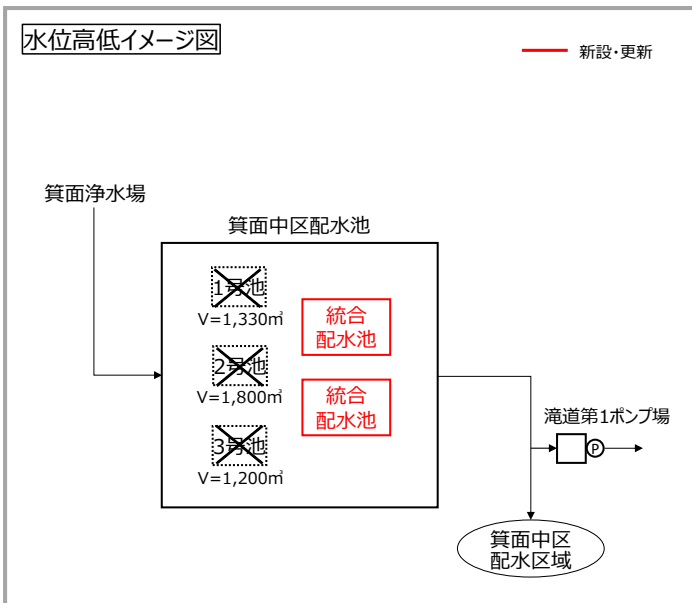 水位高低イメージ図
新設・更新
箕面浄水場
箕面中区配水池
1号池
V=1,330㎥
統合
配水池
2号池
V=1,800㎥
統合
配水池
3号池
V=1,200㎥
滝道第1ポンプ場
P
箕面中区
配水区域